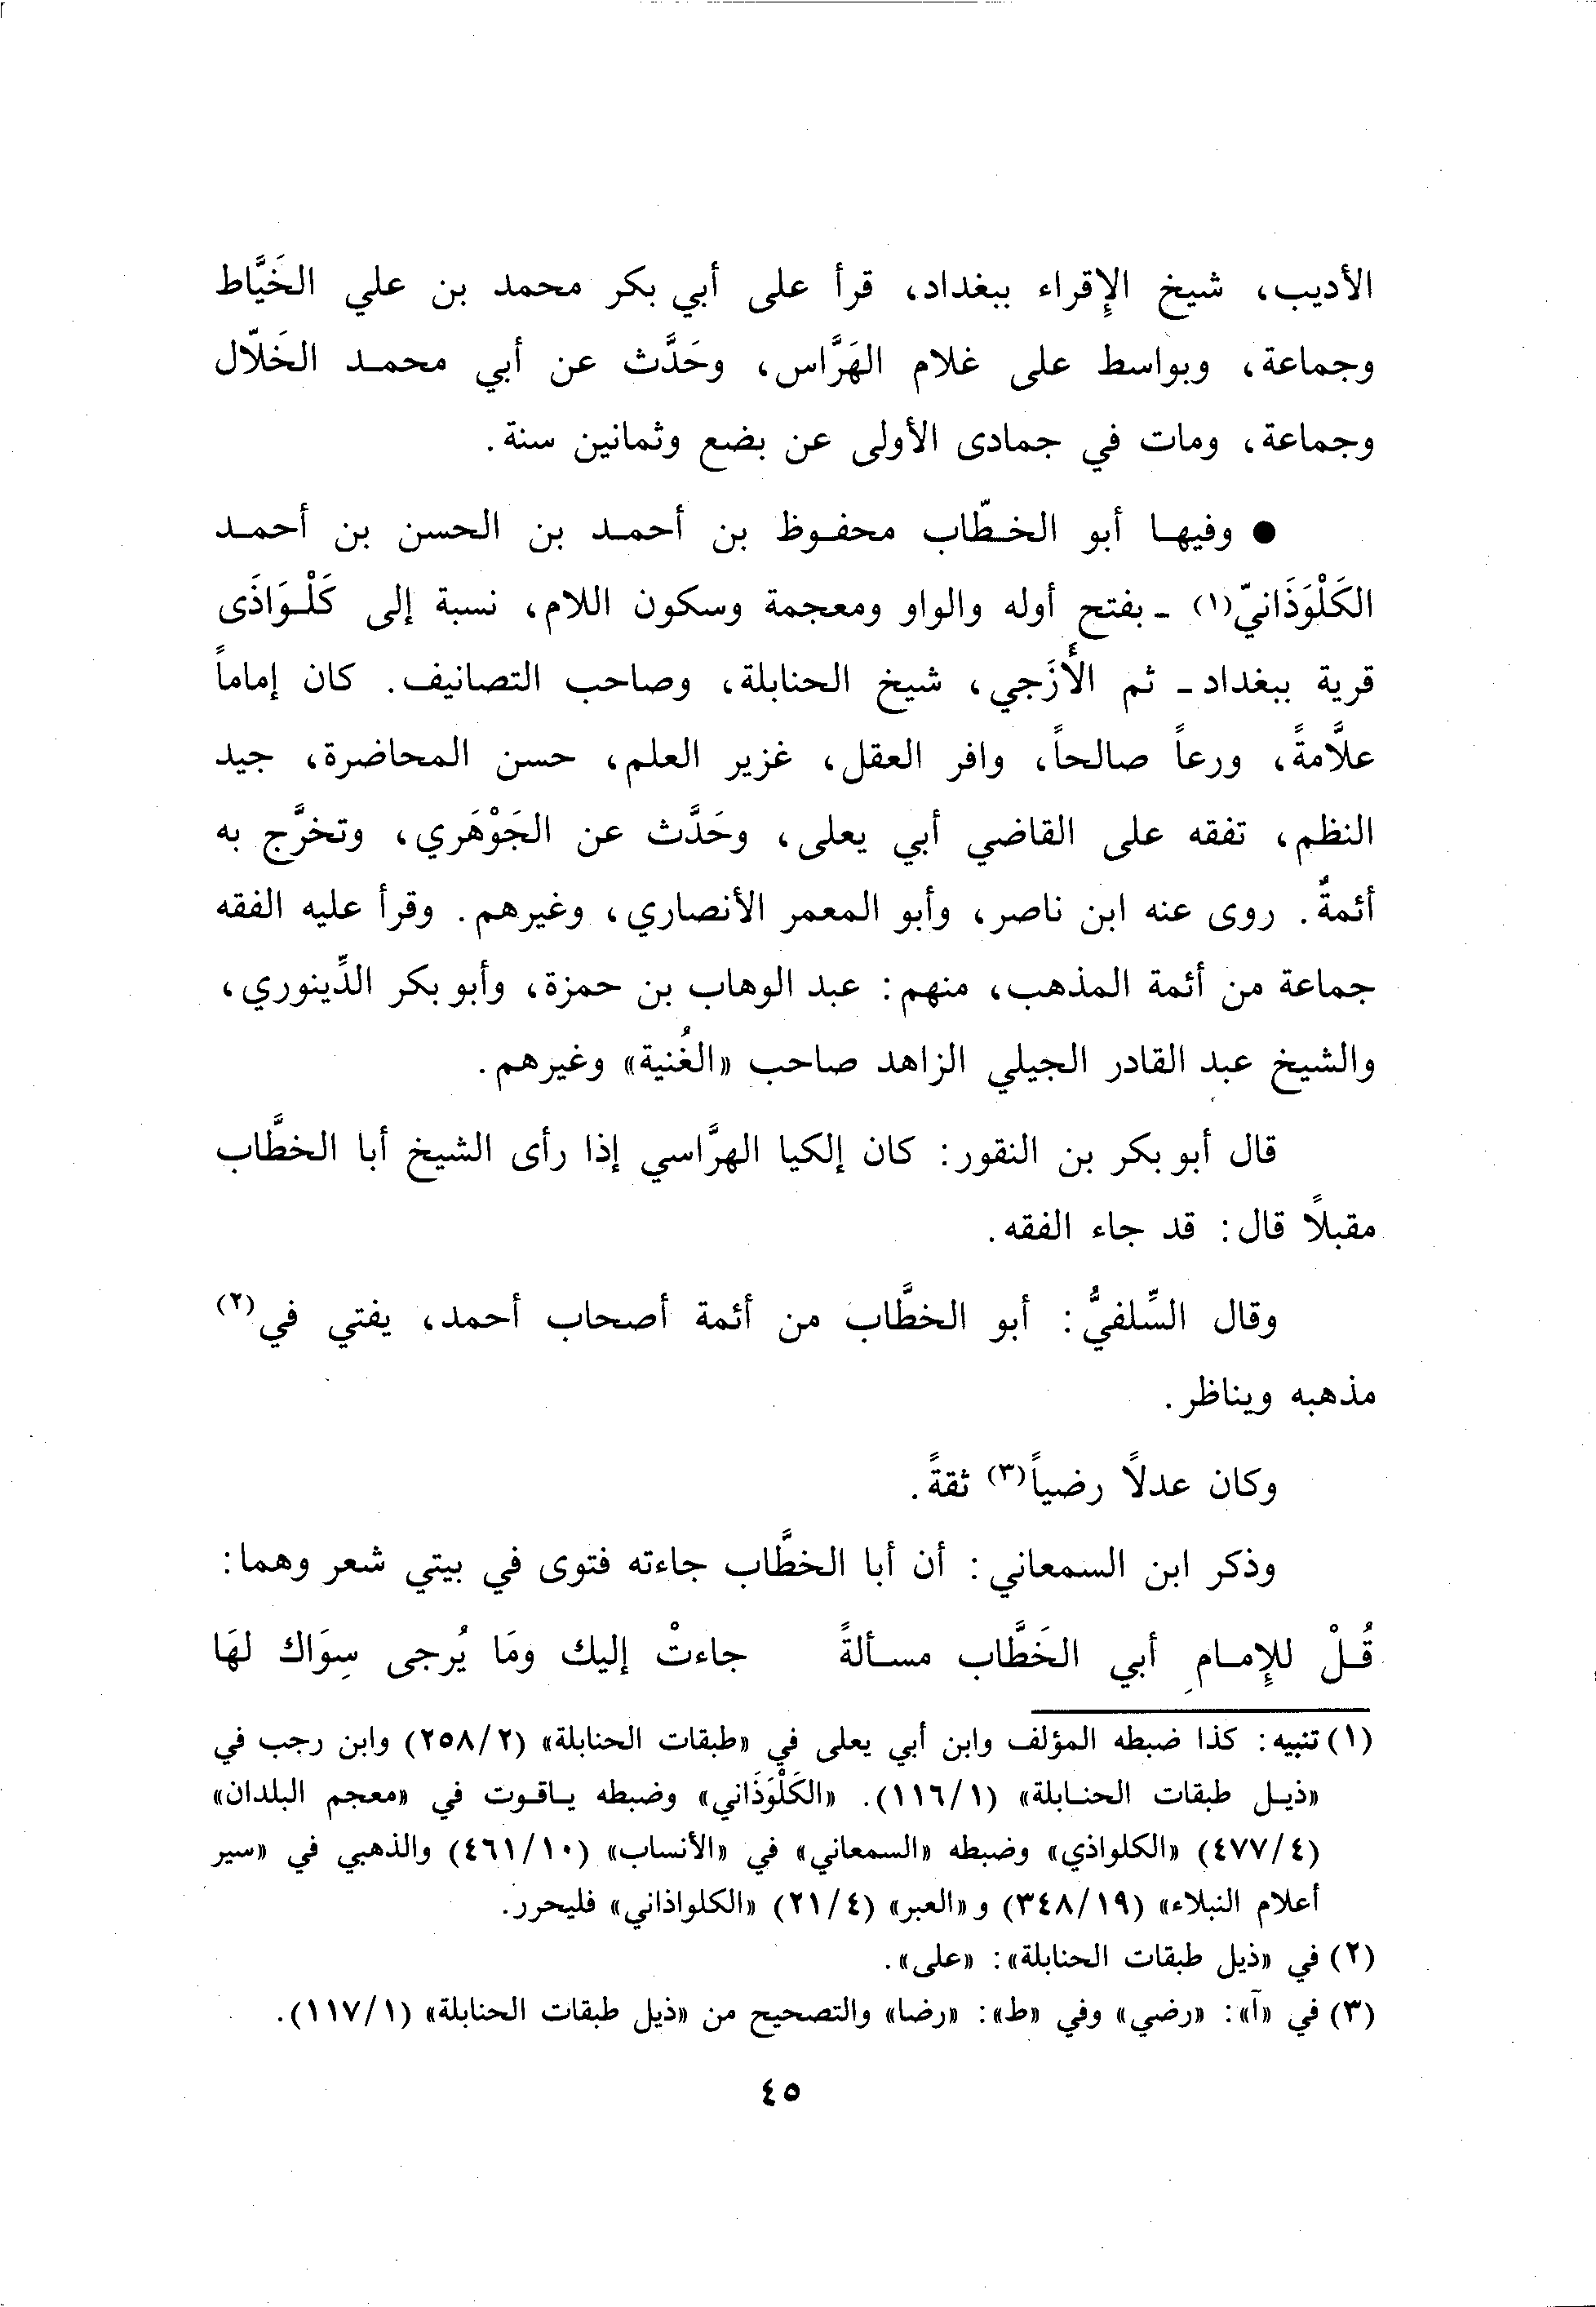 الأديب، شيخ الإقراء ببغداد، قرأ على أبي بكر محمد بن علي الخَيَّاط
وجماعة، وبواسط على غلام الهَرَّاس، وحَدَّث عن أبي محمد الخَلّال
وجماعة، ومات في جمادى الأولى عن بضع وثمانين سنة.
● وفيها أبو الخطّاب محفوظ بن أحمد بن الحسن بن أحمد
الكَلْوَذَانيّ(١) - بفتح أوله والواو ومعجمة وسكون اللام، نسبة إلى كَلْوَاذَى
قرية ببغداد - ثم الأَزَجي، شيخ الحنابلة، وصاحب التصانيف. كان إماماً
علاَّمةً، ورعاً صالحاً، وافر العقل، غزير العلم، حسن المحاضرة، جيد
النظم، تفقه على القاضي أبي يعلى، وحَدَّث عن الجَوْهَري، وتخرَّج به
أئمةٌ. روى عنه ابن ناصر، وأبو المعمر الأنصاري، وغيرهم. وقرأ عليه الفقه
جماعة من أئمة المذهب، منهم: عبد الوهاب بن حمزة، وأبو بكر الدِّينوري،
والشيخ عبد القادر الجيلي الزاهد صاحب «الغُنية» وغيرهم.
قال أبو بكر بن النقور: كان إلكيا الهرَّاسي إذا رأى الشيخ أبا الخطَّاب
مقبلاً قال: قد جاء الفقه.
وقال السِّلفيُّ: أبو الخطَّاب من أئمة أصحاب أحمد، يفتي في(٢)
مذهبه ويناظر.
وكان عدلاً رضياً(٣) ثقةً.
وذكر ابن السمعاني: أن أبا الخطَّاب جاءته فتوى في بيتي شعر وهما:
قُلْ للإمامِ أبي الخَطَّاب مسألةً جاءتْ إليك ومَا يُرجى سِوَاك لهَا
(١) تنبيه: كذا ضبطه المؤلف وابن أبي يعلى في «طبقات الحنابلة» (٢/٢٥٨) وابن رجب في
«ذيل طبقات الحنابلة» (١/١١٦). «الكَلْوَذَاني» وضبطه ياقوت في «معجم البلدان»
(٤/٤٧٧) «الكلواذي» وضبطه «السمعاني» في «الأنساب» (١٠/٤٦١) والذهبي في «سير
أعلام النبلاء» (١٩/٣٤٨) و«العبر» (٤/٢١) «الكلواذاني» فليحرر.
(٢) في «ذيل طبقات الحنابلة»: «على».
(٣) في «آ»: «رضي» وفي «ط»: «رضا» والتصحيح من «ذيل طبقات الحنابلة» (١/١١٧).
٤٥